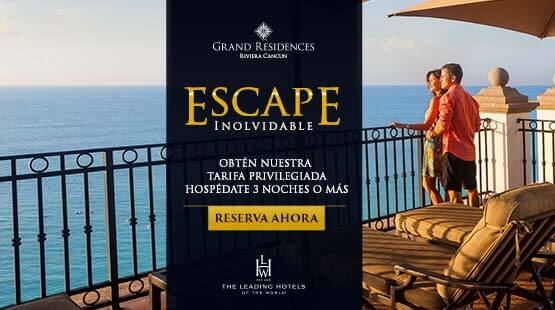 GRAND RESIDENCES
RIVIERA CANCUN
ESCAPE
INOLVIDABLE
OBTÉN NUESTRA
TARIFA PRIVILEGIADA
HOSPÉDATE 3 NOCHES O MÁS
RESERVA AHORA
LHW
THE LEADING HOTELS
OF THE WORLD®